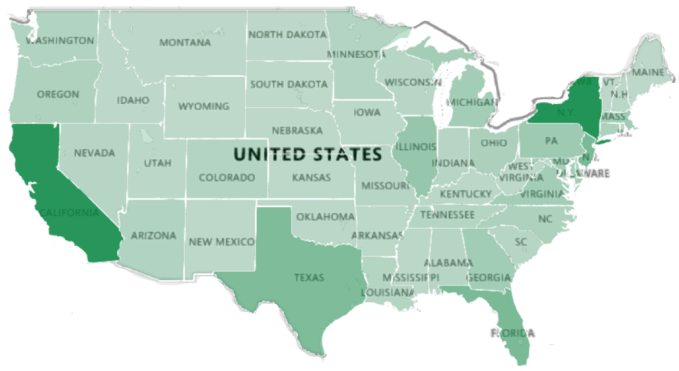 WASHINGTON
MONTANA
NORTH DAKOTA
MINNESOTA
MAINE
OREGON
IDAHO
WYOMING
SOUTH DAKOTA
WISCONSIN
MICHIGAN
VT.
N.H
N.Y
MASS
IOWA
NEBRASKA
NEVADA
UTAH
COLORADO
UNITED STATES
KANSAS
ILLINOIS
INDIANA
OHIO
PA
N.J.
MD
DELAWARE
WEST
VIRGINIA
VIRGINIA
MISSOURI
KENTUCKY
CALIFORNIA
ARIZONA
NEW MEXICO
OKLAHOMA
ARKANSAS
TENNESSEE
NC
SC
TEXAS
LOUISIANA
MISSISSIPPI
ALABAMA
GEORGIA
FLORIDA